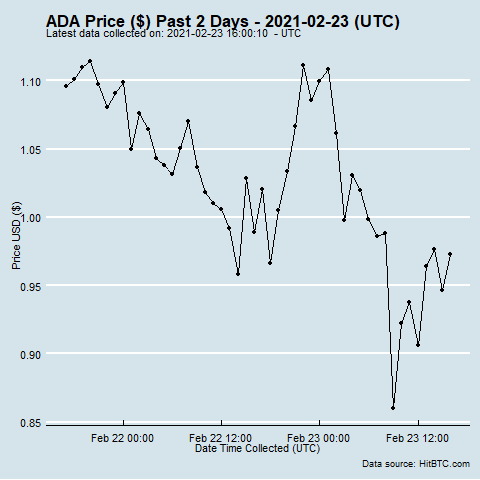 ADA Price ($) Past 2 Days - 2021-02-23 (UTC)
Latest data collected on: 2021-02-23 16:00:10 - UTC
1.10
1.05
1.00
0.95
0.90
0.85
Price USD ($)
Feb 22 00:00
Feb 22 12:00
Feb 23 00:00
Feb 23 12:00
Date Time Collected (UTC)
Data source: HitBTC.com